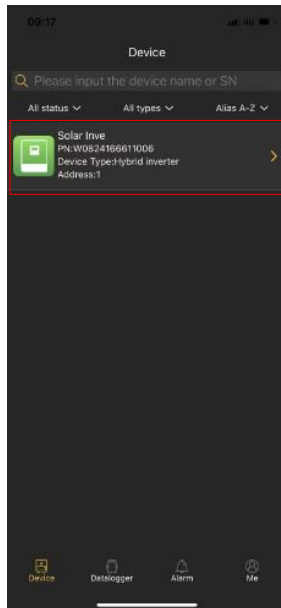 09:17
4G
Device
Please input the device name or SN
All status
All types
Alias A-Z
Solar Inve
PN:W0824166611006
Device Type:Hybrid inverter
Address:1
Device
Datalogger
Alarm
Me